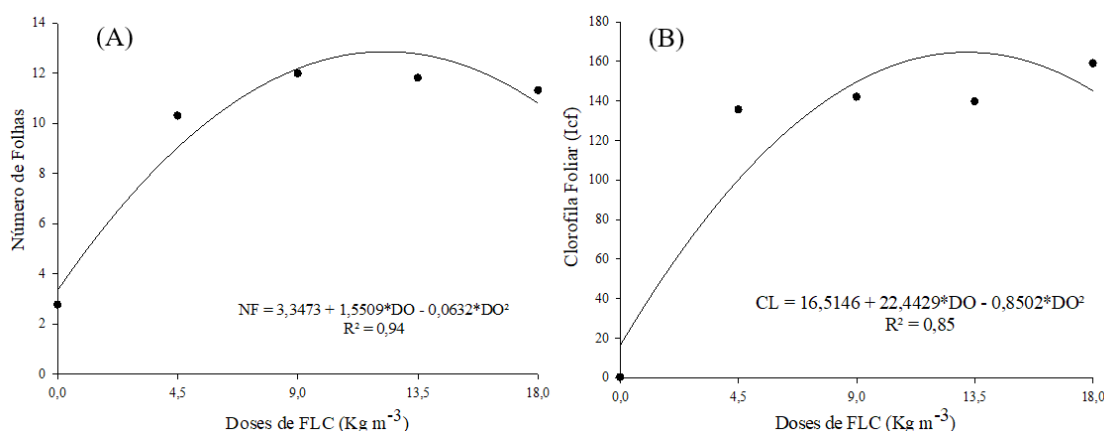 (A)
Número de Folhas
14
12
10
8
6
4
2
0
NF = 3,3473 + 1,5509*DO - 0,0632*DO²
R² = 0,94
0,0 4,5 9,0 13,5 18,0
Doses de FLC (Kg m⁻³)
(B)
Clorofila Foliar (Icf)
180
160
140
120
100
80
60
40
20
0
CL = 16,5146 + 22,4429*DO - 0,8502*DO²
R² = 0,85
0,0 4,5 9,0 13,5 18,0
Doses de FLC (Kg m⁻³)